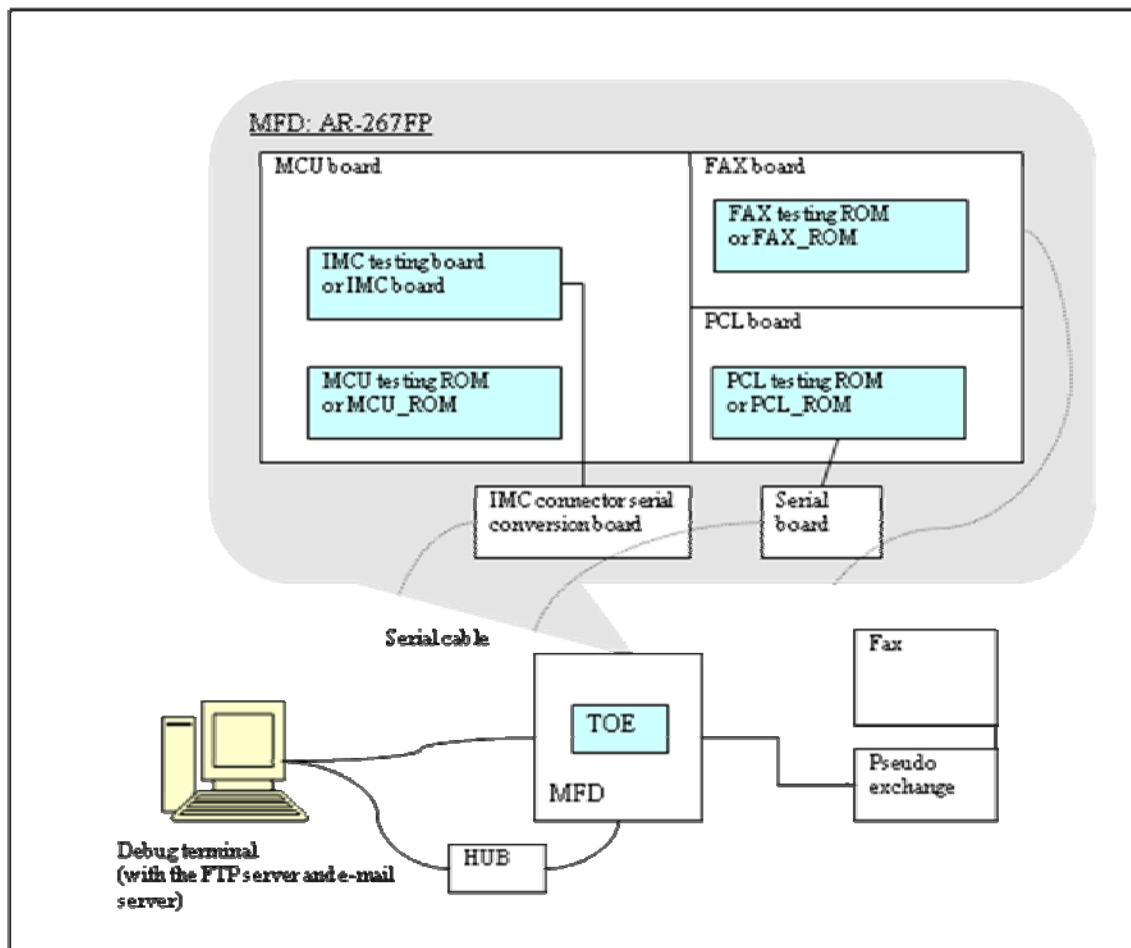 MFD: AR-267FP
MCU board
FAX board
FAX testing ROM
or FAX_ROM
IMC testing board
or IMC board
PCL board
MCU testing ROM
or MCU_ROM
PCL testing ROM
or PCL_ROM
IMC connector serial
conversion board
Serial
board
Serial cable
Fax
TOE
MFD
Pseudo
exchange
HUB
Debug terminal
(with the FTP server and e-mail
server)